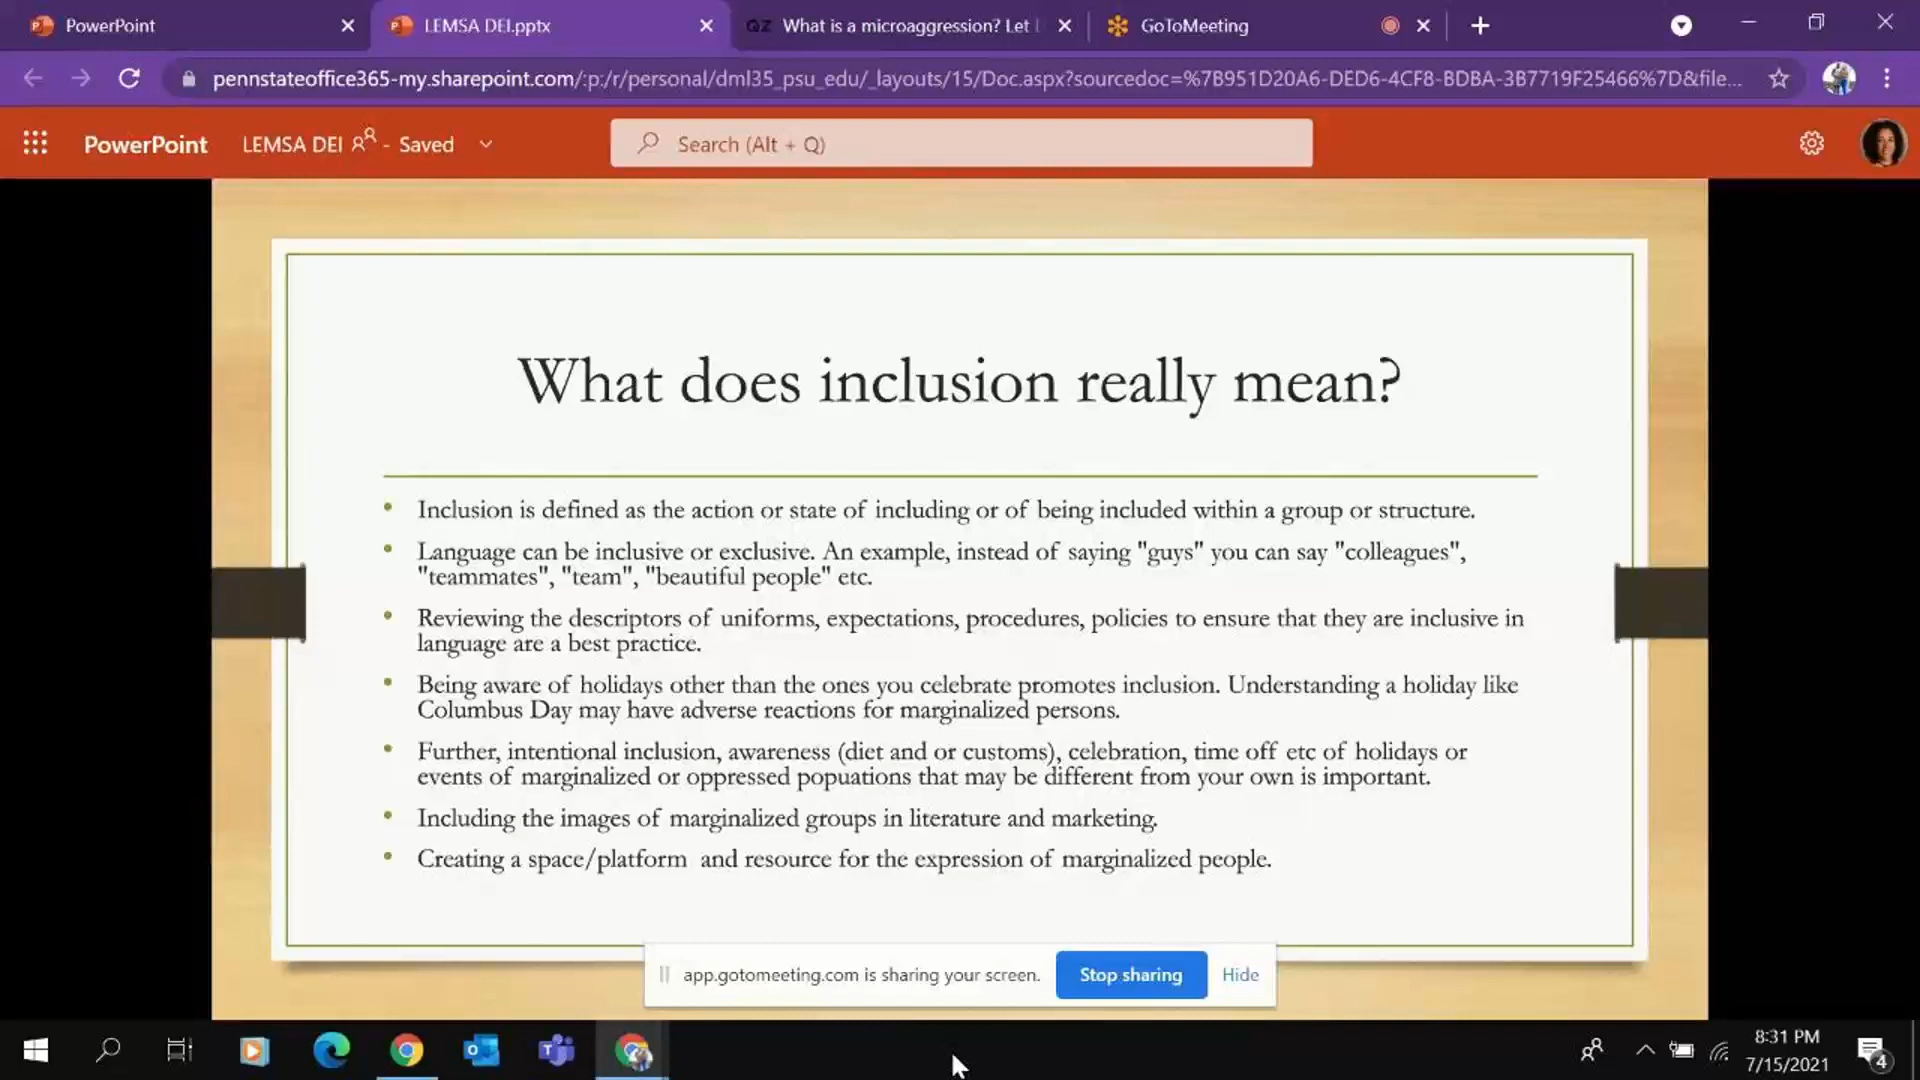 PowerPoint
LEMSA DEI.pptx
QZ What is a microaggression? Let
GoToMeeting
pennstateoffice365-my.sharepoint.com/:p:/r/personal/dml35_psu_edu/_layouts/15/Doc.aspx?sourcedoc=%7B951D20A6-DED6-4CF8-BDBA-3B7719F25466%7D&file...
PowerPoint
LEMSA DEI - Saved
Search (Alt + Q)
What does inclusion really mean?
• Inclusion is defined as the action or state of including or of being included within a group or structure.
• Language can be inclusive or exclusive. An example, instead of saying "guys" you can say "colleagues",
"teammates", "team", "beautiful people" etc.
• Reviewing the descriptors of uniforms, expectations, procedures, policies to ensure that they are inclusive in
language are a best practice.
• Being aware of holidays other than the ones you celebrate promotes inclusion. Understanding a holiday like
Columbus Day may have adverse reactions for marginalized persons.
• Further, intentional inclusion, awareness (diet and or customs), celebration, time off etc of holidays or
events of marginalized or oppressed popuations that may be different from your own is important.
• Including the images of marginalized groups in literature and marketing.
• Creating a space/platform and resource for the expression of marginalized people.
app.gotomeeting.com is sharing your screen.
Stop sharing
Hide
8:31 PM
7/15/2021
4